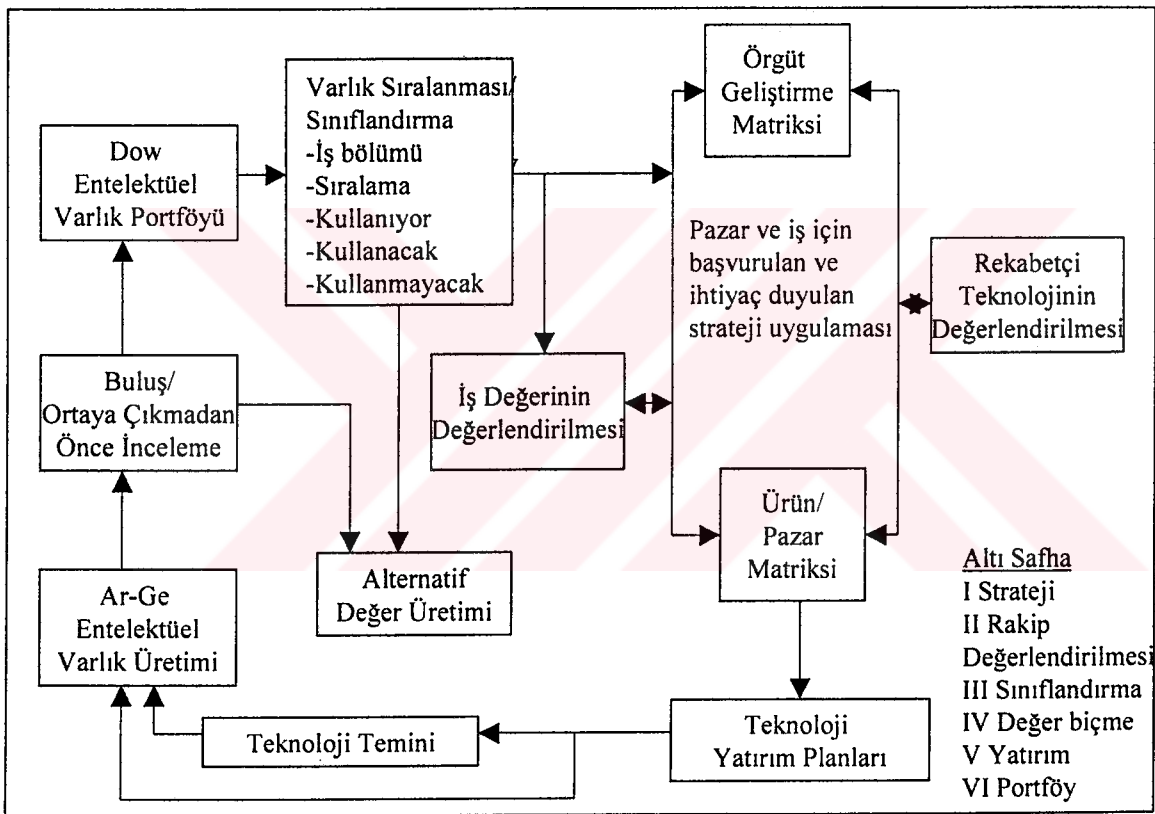 Dow
Entelektüel
Varlık Portföyü
Varlık Sıralanması/
Sınıflandırma
-İş bölümü
-Sıralama
-Kullanıyor
-Kullanacak
-Kullanmayacak
Örgüt
Geliştirme
Matriksi
Pazar ve iş için
başvurulan ve
ihtiyaç duyulan
strateji uygulaması
Rekabetçi
Teknolojinin
Değerlendirilmesi
Buluş/
Ortaya Çıkmadan
Önce İnceleme
İş Değerinin
Değerlendirilmesi
Ürün/
Pazar
Matriksi
Ar-Ge
Entelektüel
Varlık Üretimi
Alternatif
Değer Üretimi
Teknoloji Temini
Teknoloji
Yatırım Planları
Altı Safha
I Strateji
II Rakip
Değerlendirilmesi
III Sınıflandırma
IV Değer biçme
V Yatırım
VI Portföy